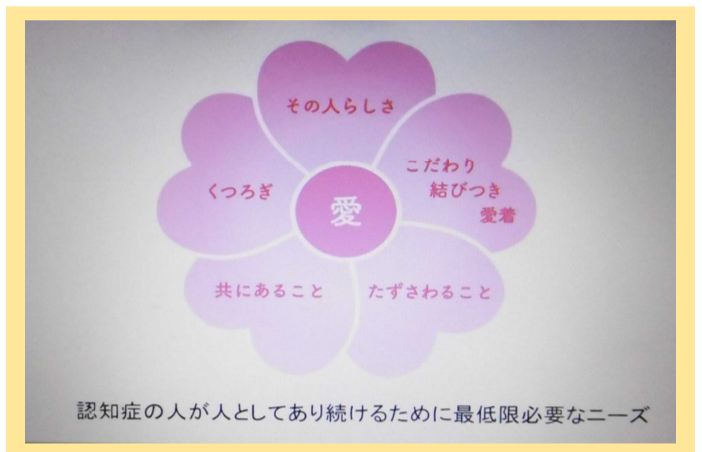 その人らしさ
こだわり
結びつき
愛着
くつろぎ
愛
共にあること
たずさわること
認知症の人が人としてあり続けるために最低限必要なニーズ